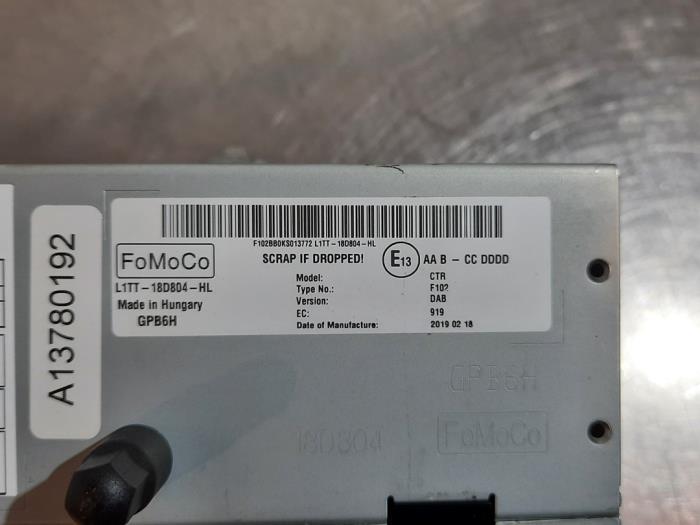 F102BB0KS013772 L1TT-18D804-HL
FoMoCo
SCRAP IF DROPPED!
E13
AA B - CC DDDD
L1TT-18D804-HL
Made in Hungary
GPB6H
Model: CTR
Type No.: F102
Version: DAB
EC: 919
Date of Manufacture: 2019 02 18
A13780192
GPB6H
18D804
FoMoCo